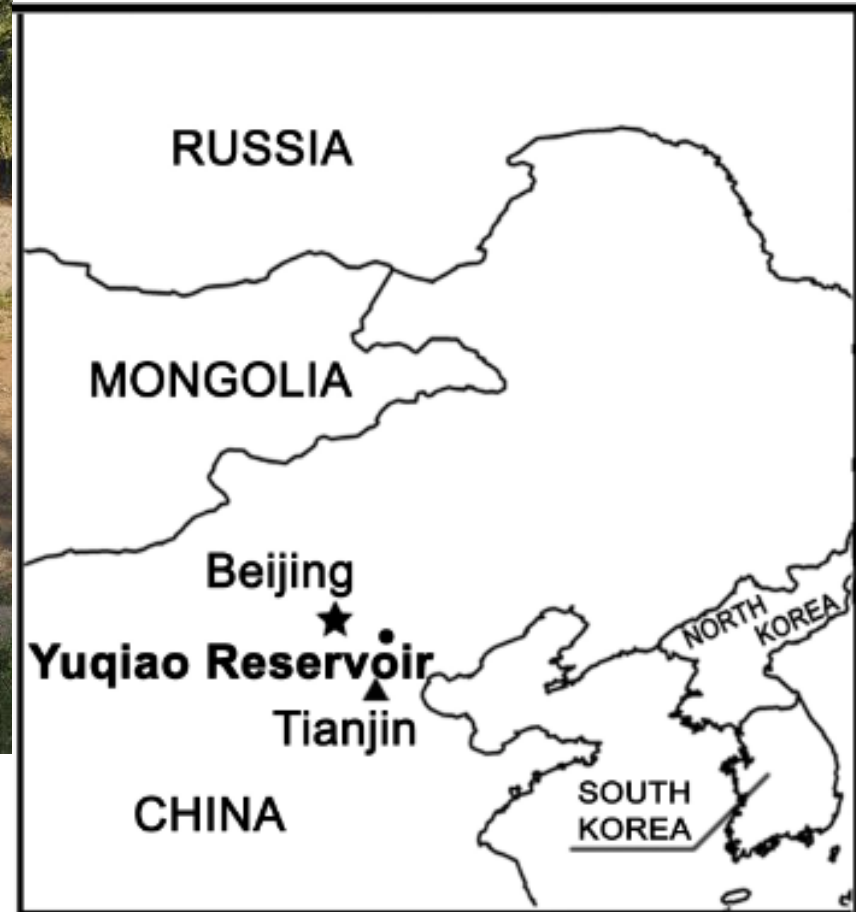 RUSSIA
MONGOLIA
Beijing
Yuqiao Reservoir
Tianjin
CHINA
NORTH
KOREA
SOUTH
KOREA